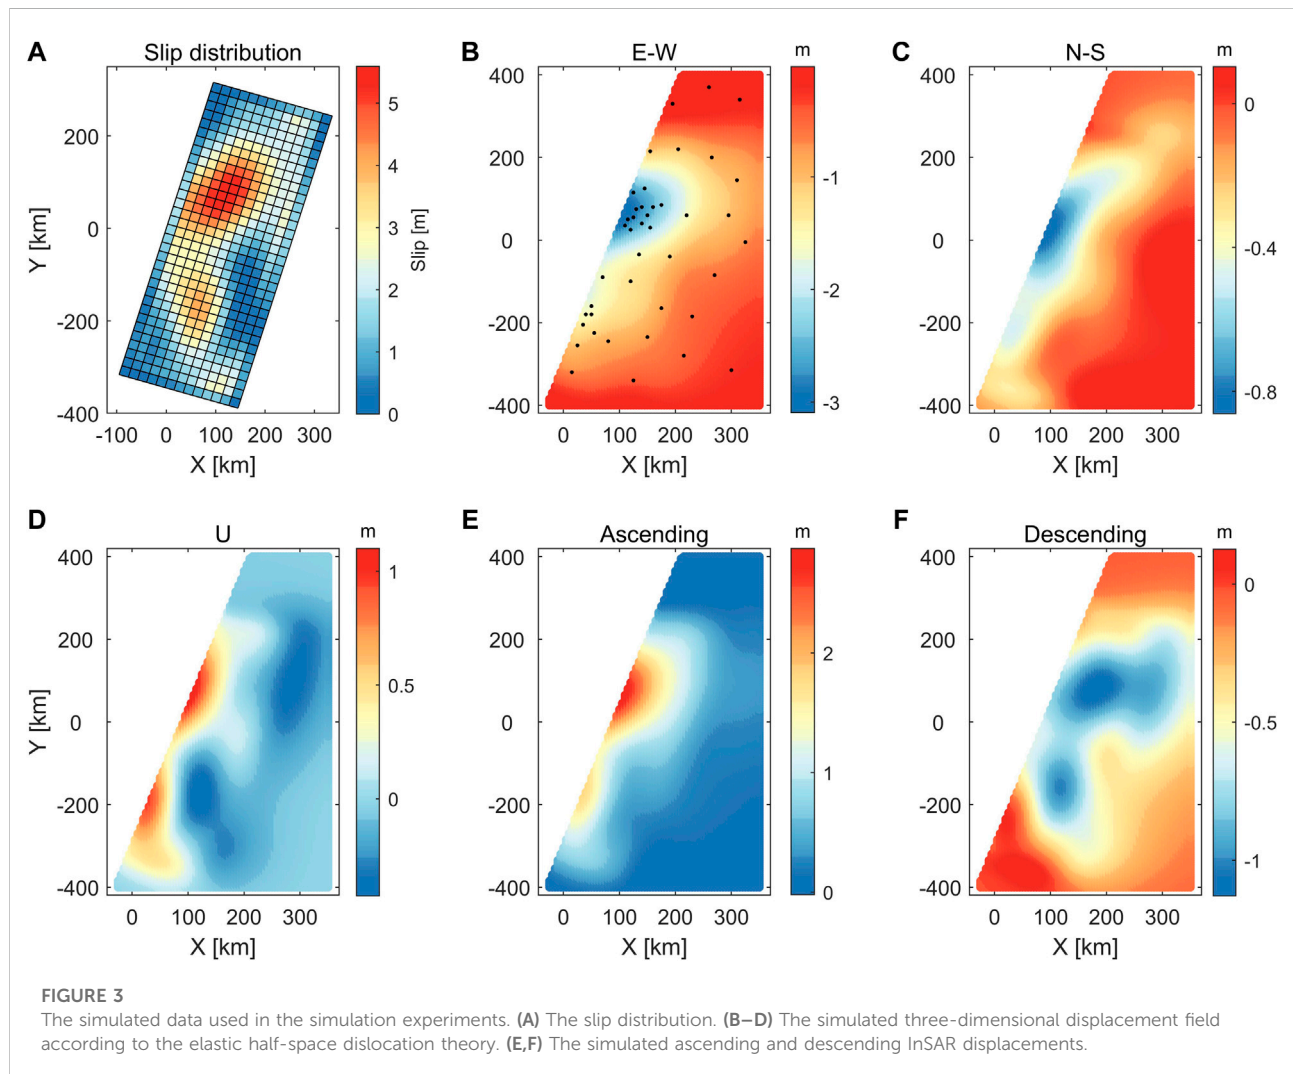 A
Slip distribution
200
0
-200
-400
Y [km]
-100 0 100 200 300
X [km]
5
4
3
2
1
0
Slip [m]
B
E-W
m
400
200
0
-200
-400
0 100 200 300
X [km]
-1
-2
-3
C
N-S
m
400
200
0
-200
-400
0 100 200 300
X [km]
0
-0.4
-0.8
D
U
m
400
200
0
-200
-400
Y [km]
0 100 200 300
X [km]
1
0.5
0
E
Ascending
m
400
200
0
-200
-400
0 100 200 300
X [km]
2
1
0
F
Descending
m
400
200
0
-200
-400
0 100 200 300
X [km]
0
-0.5
-1
FIGURE 3
The simulated data used in the simulation experiments. (A) The slip distribution. (B–D) The simulated three-dimensional displacement field
according to the elastic half-space dislocation theory. (E,F) The simulated ascending and descending InSAR displacements.